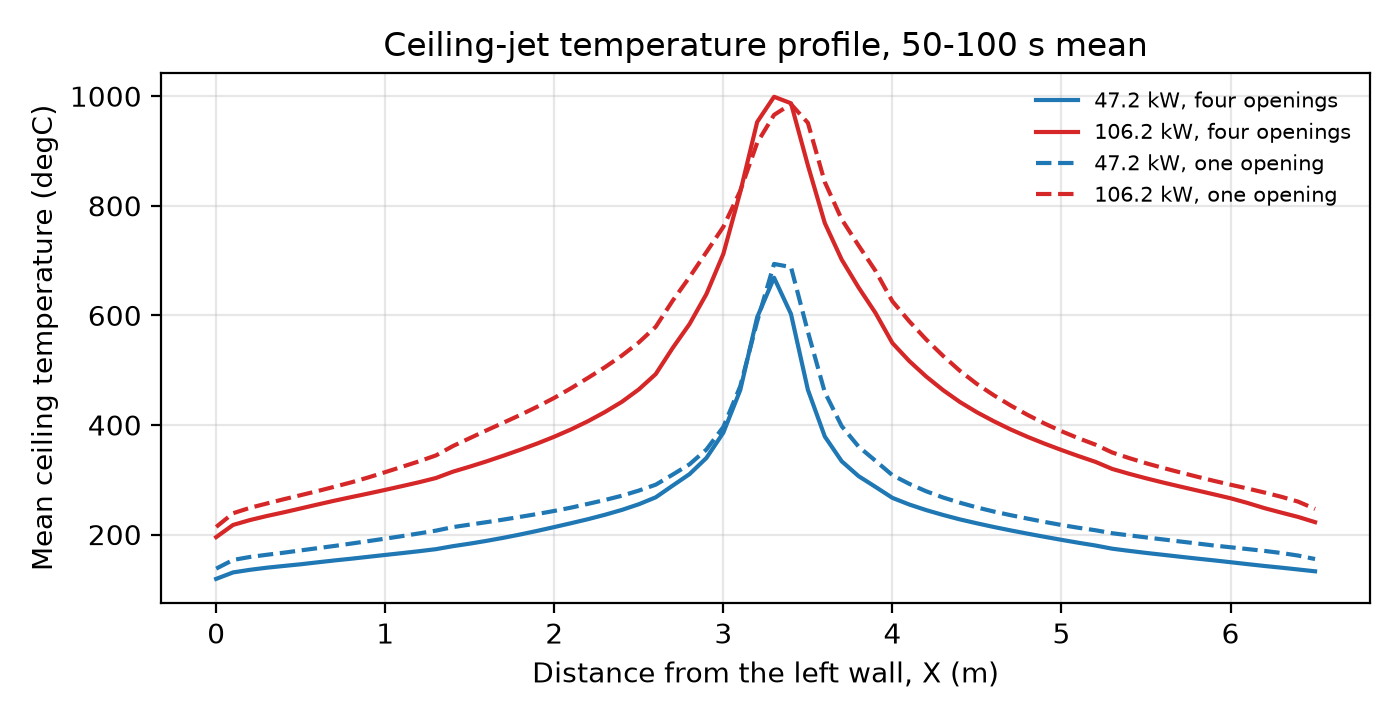 Ceiling-jet temperature profile, 50-100 s mean
47.2 kW, four openings
106.2 kW, four openings
47.2 kW, one opening
106.2 kW, one opening
Mean ceiling temperature (degC)
1000
800
600
400
200
0 1 2 3 4 5 6
Distance from the left wall, X (m)